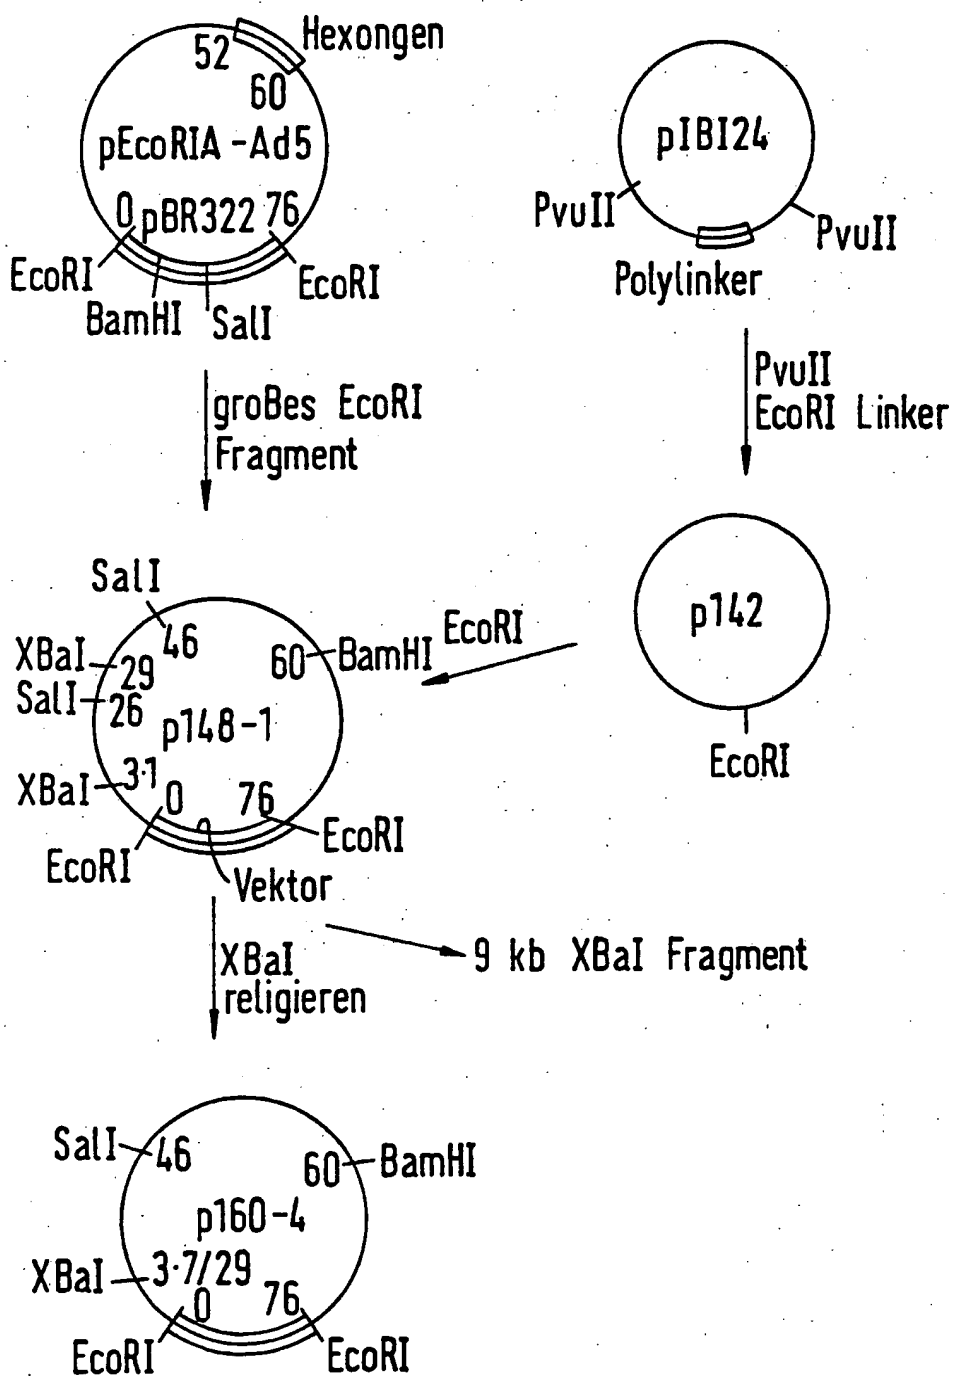 Hexongen
52
60
pEcoRIA-Ad5
0 pBR322 76
EcoRI
BamHI
SalI
EcoRI
pIBI24
PvuII
PvuII
Polylinker
groBes EcoRI
Fragment
PvuII
EcoRI Linker
p142
EcoRI
EcoRI
SalI
46
XBaI
29
SalI
26
60
BamHI
p148-1
XBaI
3·1
0
76
EcoRI
EcoRI
Vektor
XBaI
religieren
9 kb XBaI Fragment
SalI
46
60
BamHI
p160-4
XBaI
3·7/29
0
76
EcoRI
EcoRI